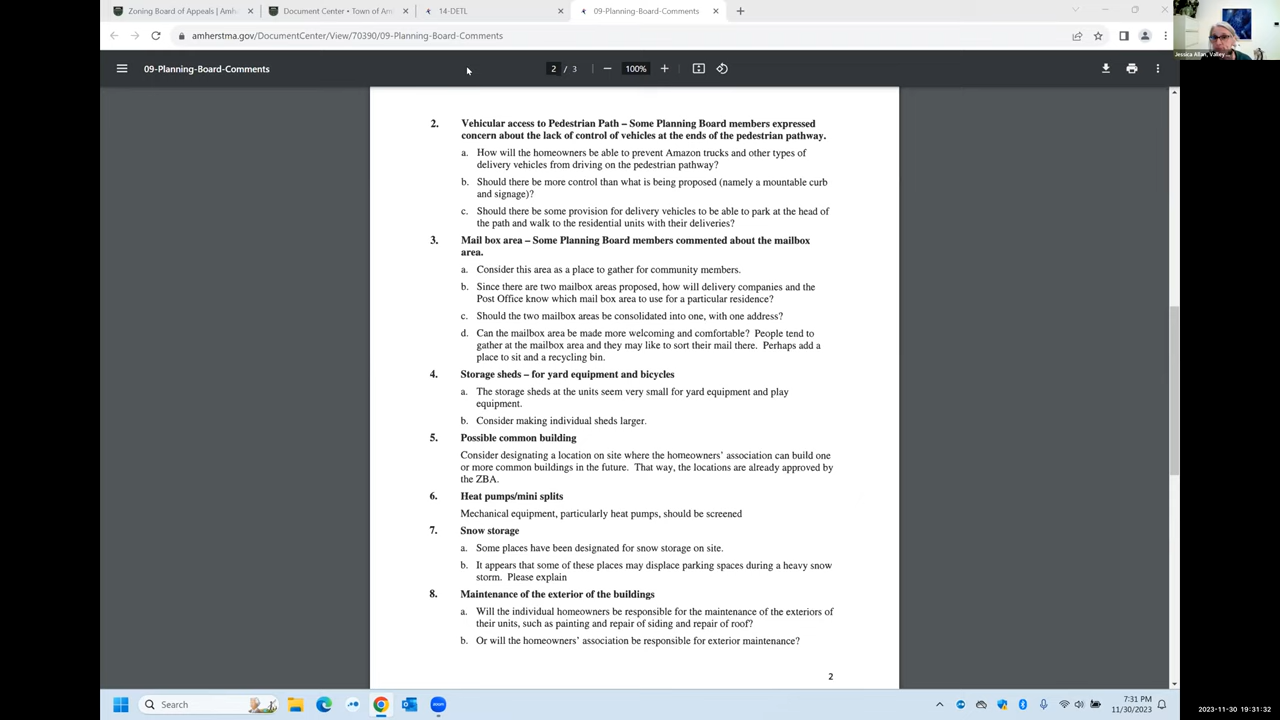 Zoning Board of Appeals | Amh
Document Center • Town of Am
14-DETL
09-Planning-Board-Comments
amherstma.gov/DocumentCenter/View/70390/09-Planning-Board-Comments
Jessica Allan, Valley ...
09-Planning-Board-Comments
2 / 3
100%
2. Vehicular access to Pedestrian Path – Some Planning Board members expressed
concern about the lack of control of vehicles at the ends of the pedestrian pathway.
a. How will the homeowners be able to prevent Amazon trucks and other types of
delivery vehicles from driving on the pedestrian pathway?
b. Should there be more control than what is being proposed (namely a mountable curb
and signage)?
c. Should there be some provision for delivery vehicles to be able to park at the head of
the path and walk to the residential units with their deliveries?
3. Mail box area – Some Planning Board members commented about the mailbox
area.
a. Consider this area as a place to gather for community members.
b. Since there are two mailbox areas proposed, how will delivery companies and the
Post Office know which mail box area to use for a particular residence?
c. Should the two mailbox areas be consolidated into one, with one address?
d. Can the mailbox area be made more welcoming and comfortable? People tend to
gather at the mailbox area and they may like to sort their mail there. Perhaps add a
place to sit and a recycling bin.
4. Storage sheds – for yard equipment and bicycles
a. The storage sheds at the units seem very small for yard equipment and play
equipment.
b. Consider making individual sheds larger.
5. Possible common building
Consider designating a location on site where the homeowners’ association can build one
or more common buildings in the future. That way, the locations are already approved by
the ZBA.
6. Heat pumps/mini splits
Mechanical equipment, particularly heat pumps, should be screened
7. Snow storage
a. Some places have been designated for snow storage on site.
b. It appears that some of these places may displace parking spaces during a heavy snow
storm. Please explain
8. Maintenance of the exterior of the buildings
a. Will the individual homeowners be responsible for the maintenance of the exteriors of
their units, such as painting and repair of siding and repair of roof?
b. Or will the homeowners’ association be responsible for exterior maintenance?
2
Search
zoom
7:31 PM
11/30/2023
2023-11-30 19:31:32